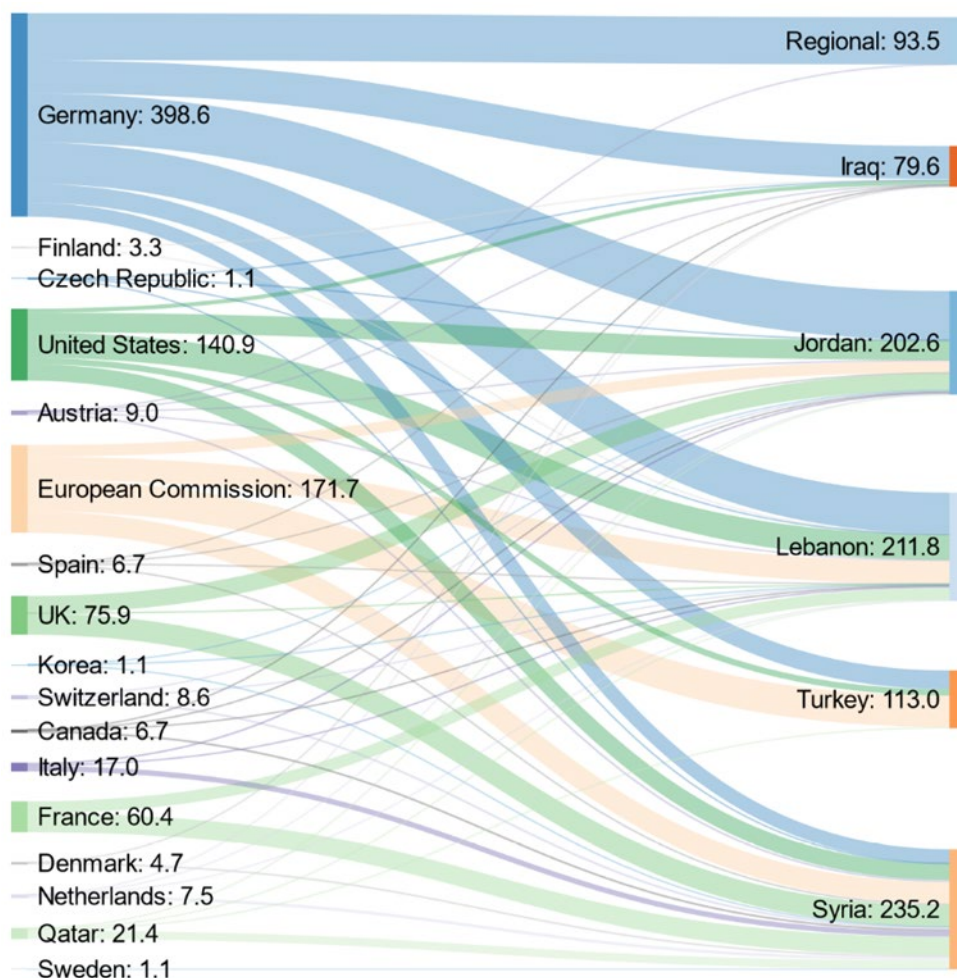 Regional: 93.5
Germany: 398.6
Iraq: 79.6
Finland: 3.3
Czech Republic: 1.1
United States: 140.9
Jordan: 202.6
Austria: 9.0
European Commission: 171.7
Lebanon: 211.8
Spain: 6.7
UK: 75.9
Korea: 1.1
Switzerland: 8.6
Turkey: 113.0
Canada: 6.7
Italy: 17.0
France: 60.4
Denmark: 4.7
Netherlands: 7.5
Syria: 235.2
Qatar: 21.4
Sweden: 1.1